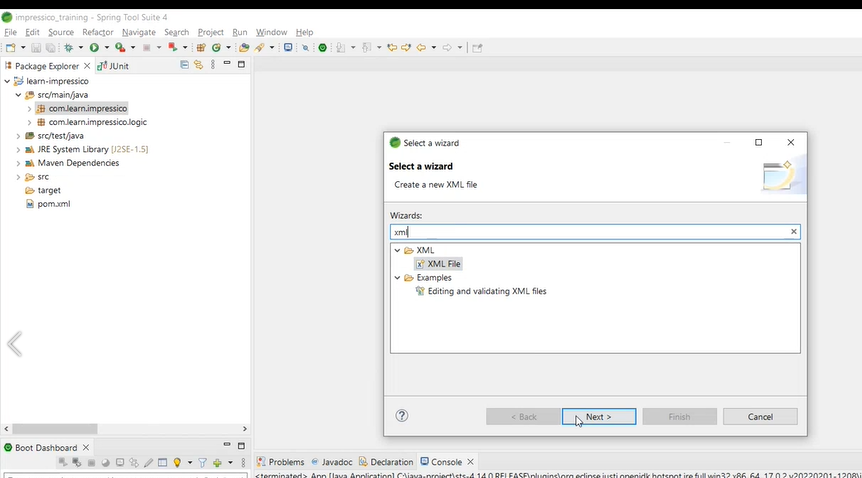 impressico_training - Spring Tool Suite 4
File Edit Source Refactor Navigate Search Project Run Window Help
Package Explorer JUnit
learn-impressico
src/main/java
com.learn.impressico
com.learn.impressico.logic
src/test/java
JRE System Library [J2SE-1.5]
Maven Dependencies
src
target
pom.xml
Select a wizard
Select a wizard
Create a new XML file
Wizards:
xml
XML
XML File
Examples
Editing and validating XML files
? < Back Next > Finish Cancel
Boot Dashboard
Problems Javadoc Declaration Console
<terminated> App [Java Application] C:\java-project\sts-4.14.0.RELEASE\plugins\org.eclipse.justj.openjdk.hotspot.jre.full.win32.x86_64_17.0.2.v20220201-1208\